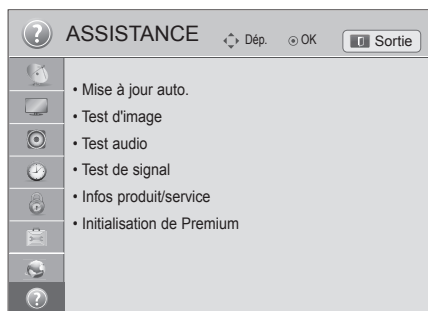 ASSISTANCE Dép. OK Sortie
• Mise à jour auto.
• Test d'image
• Test audio
• Test de signal
• Infos produit/service
• Initialisation de Premium